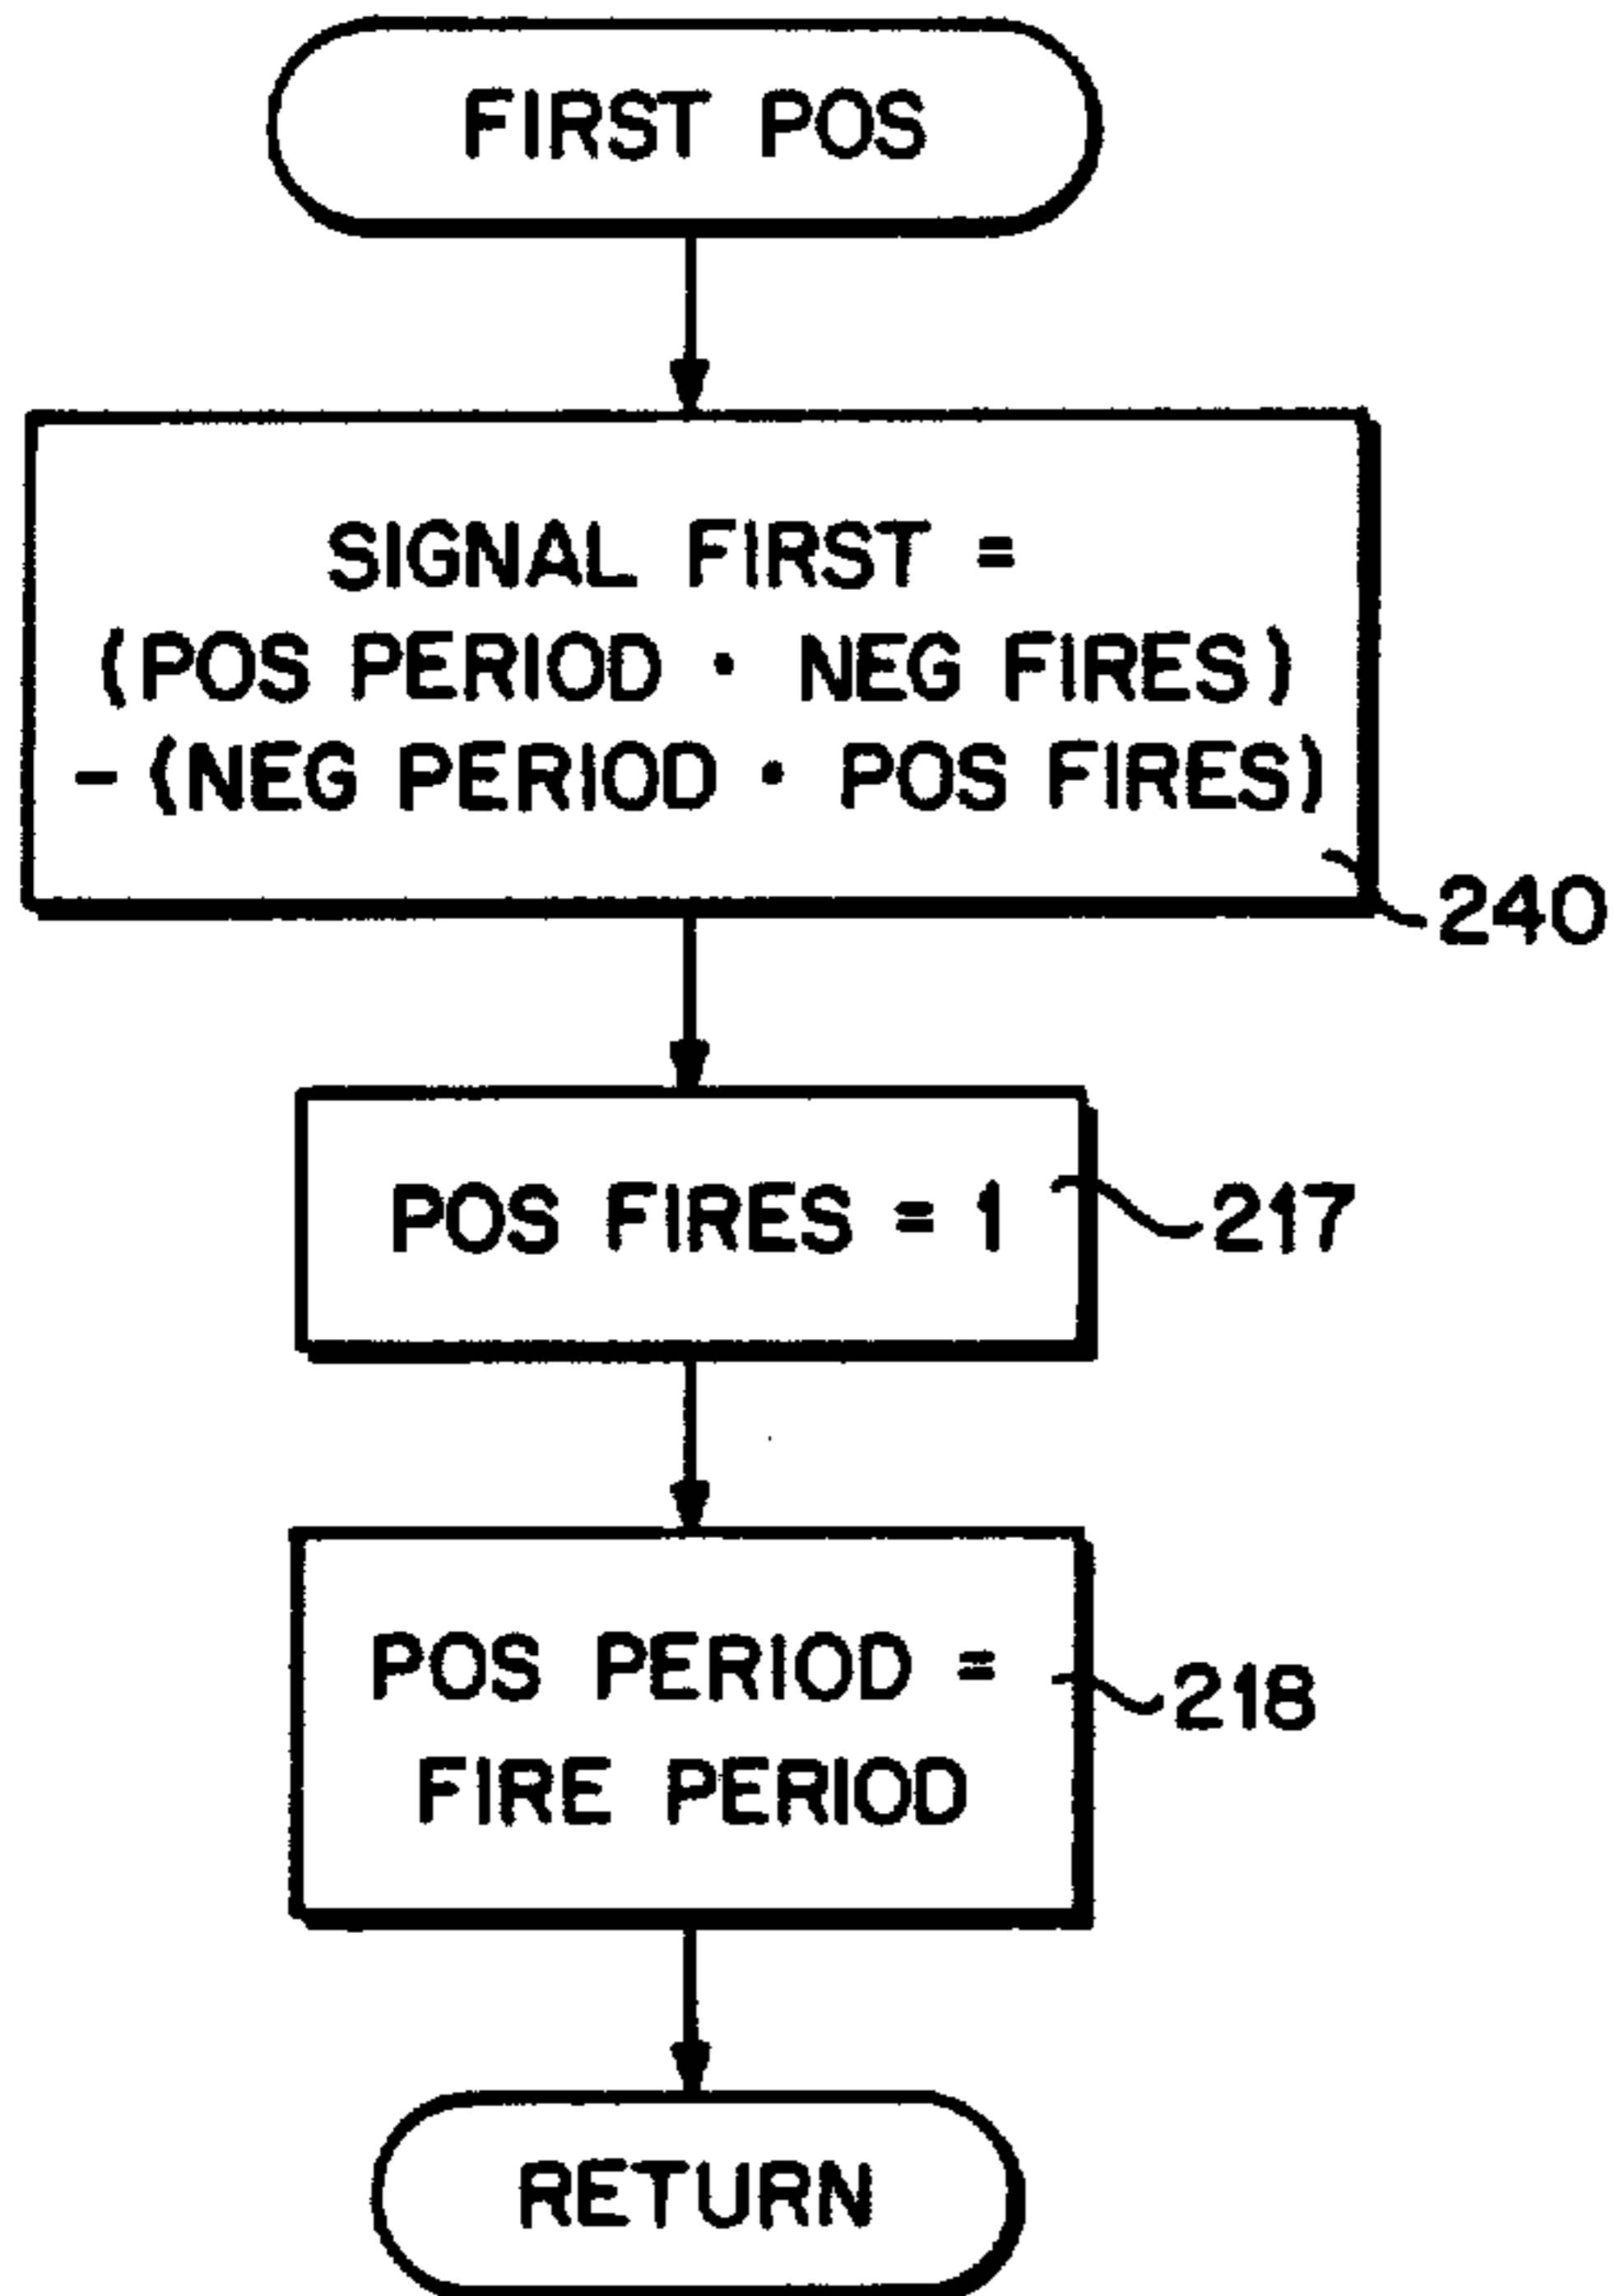 FIRST POS
SIGNAL FIRST =
(POS PERIOD · NEG FIRES)
- (NEG PERIOD · POS FIRES)
240
POS FIRES = 1
217
POS PERIOD =
218
FIRE PERIOD
RETURN